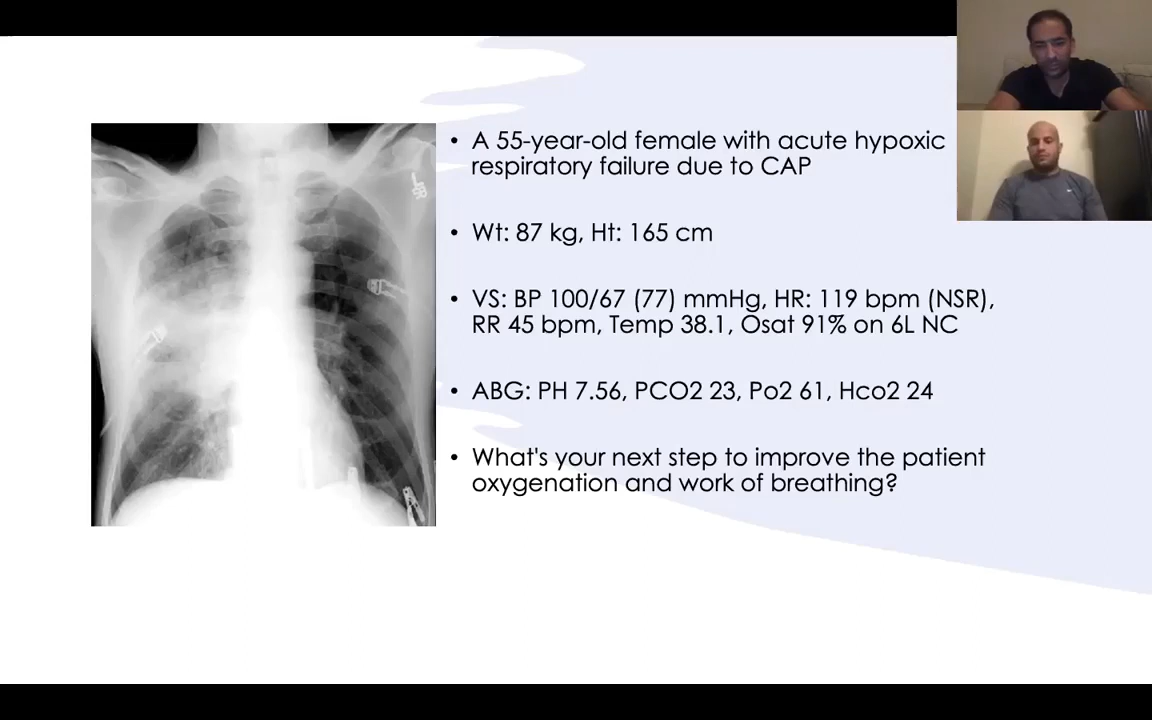 • A 55-year-old female with acute hypoxic
respiratory failure due to CAP
• Wt: 87 kg, Ht: 165 cm
• VS: BP 100/67 (77) mmHg, HR: 119 bpm (NSR),
RR 45 bpm, Temp 38.1, Osat 91% on 6L NC
• ABG: PH 7.56, PCO2 23, Po2 61, Hco2 24
• What's your next step to improve the patient
oxygenation and work of breathing?